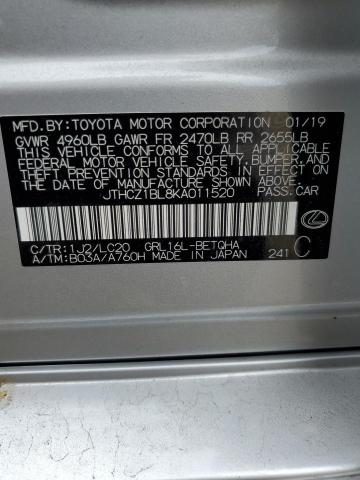 MFD.BY:TOYOTA MOTOR CORPORATION 01/19
GVWR 4960LB GAWR FR 2470LB RR 2655LB
THIS VEHICLE CONFORMS TO ALL APPLICABLE
FEDERAL MOTOR VEHICLE SAFETY,BUMPER,AND
THEFT PREVENTION STANDARDS IN EFFECT ON
THE DATE OF MANUFACTURE SHOWN ABOVE.
JTHCZ1BL8KA011520 PASS.CAR
C/TR:1J2/LC20 GRL16L-BETQHA
A/TM:B03A/A760H MADE IN JAPAN 241 C